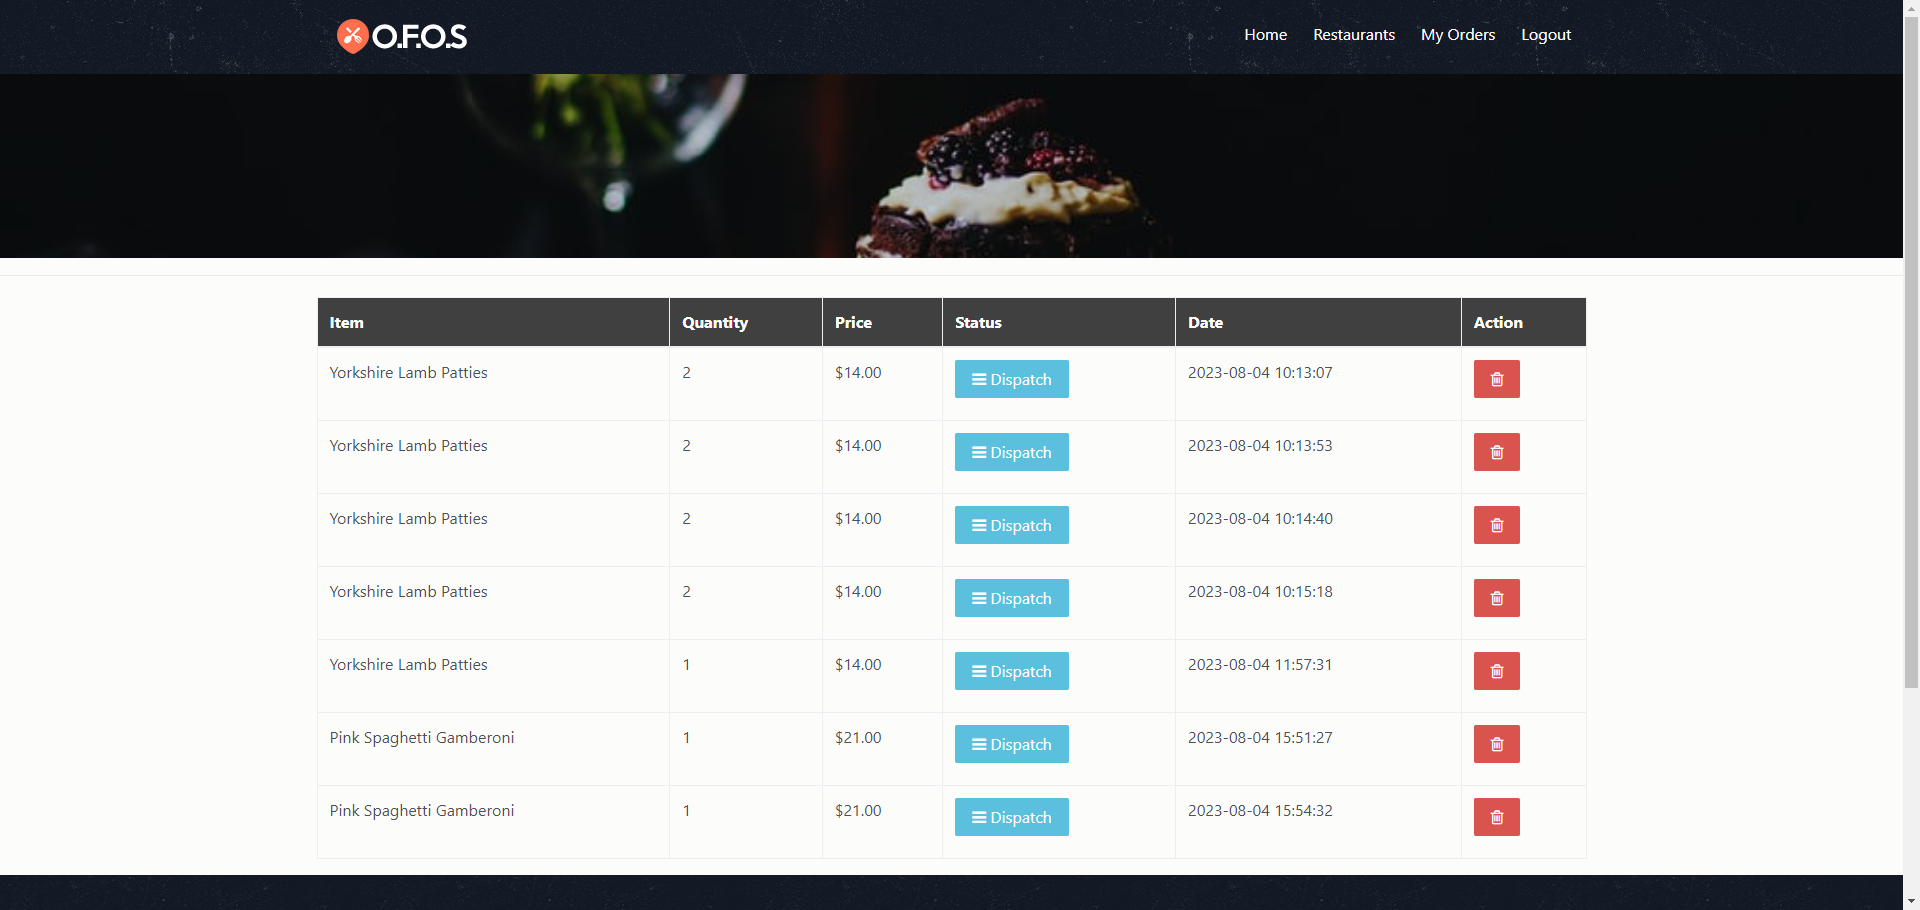 O.F.O.S Home Restaurants My Orders Logout
Item Quantity Price Status Date Action
Yorkshire Lamb Patties 2 $14.00 Dispatch 2023-08-04 10:13:07
Yorkshire Lamb Patties 2 $14.00 Dispatch 2023-08-04 10:13:53
Yorkshire Lamb Patties 2 $14.00 Dispatch 2023-08-04 10:14:40
Yorkshire Lamb Patties 2 $14.00 Dispatch 2023-08-04 10:15:18
Yorkshire Lamb Patties 1 $14.00 Dispatch 2023-08-04 11:57:31
Pink Spaghetti Gamberoni 1 $21.00 Dispatch 2023-08-04 15:51:27
Pink Spaghetti Gamberoni 1 $21.00 Dispatch 2023-08-04 15:54:32